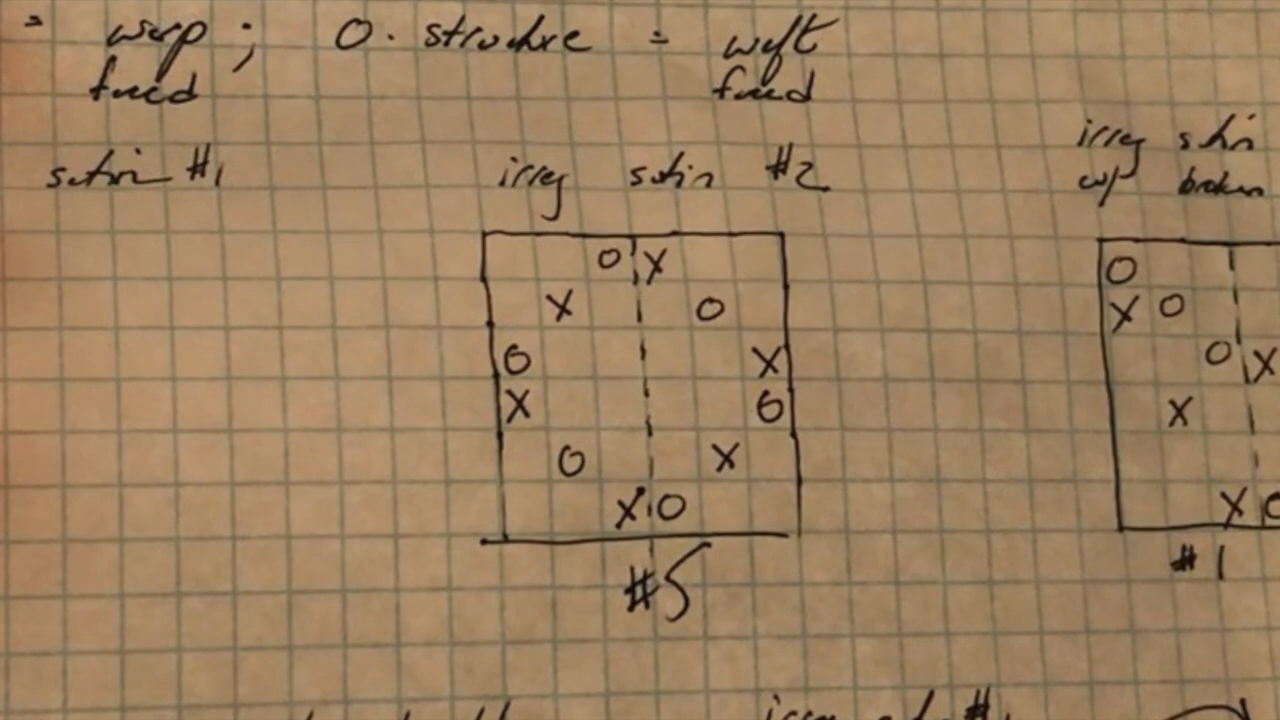 = warp ; O. structure = weft
faced faced
irreg satin
satin #1 irreg satin #2
w/ broken
O X O
X O X O
O X O X
X O X
O X
X O X O
#5 #1